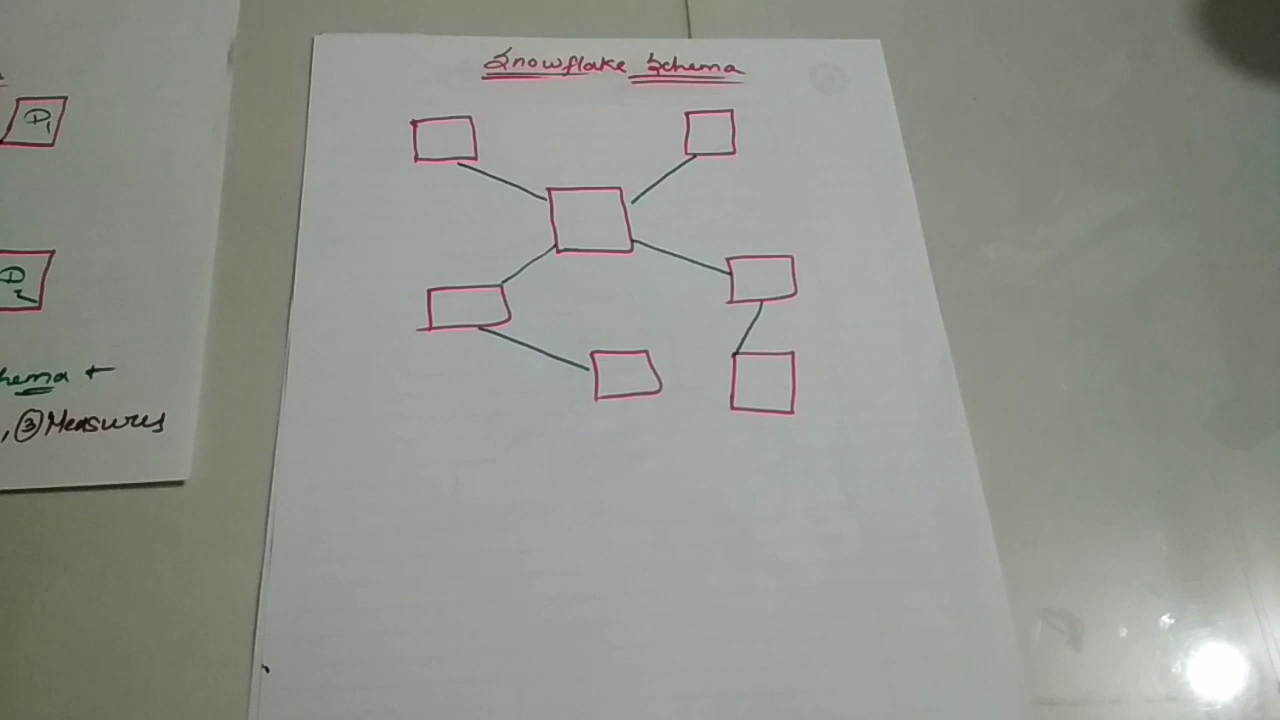 Snowflake Schema
D1
D2
hema +
, ③ Measures